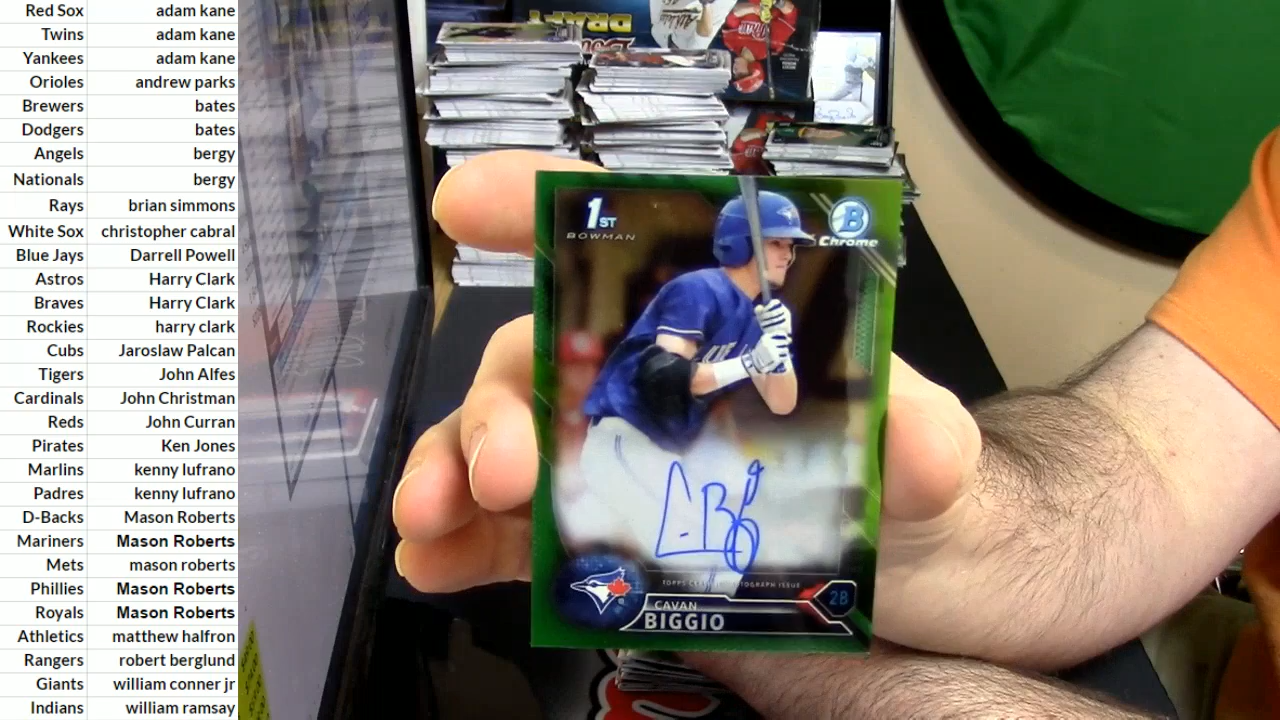 Red Sox adam kane
Twins adam kane
Yankees adam kane
Orioles andrew parks
Brewers bates
Dodgers bates
Angels bergy
Nationals bergy
Rays brian simmons
White Sox christopher cabral
Blue Jays Darrell Powell
Astros Harry Clark
Braves Harry Clark
Rockies harry clark
Cubs Jaroslaw Palcan
Tigers John Alfes
Cardinals John Christman
Reds John Curran
Pirates Ken Jones
Marlins kenny lufrano
Padres kenny lufrano
D-Backs Mason Roberts
Mariners Mason Roberts
Mets mason roberts
Phillies Mason Roberts
Royals Mason Roberts
Athletics matthew halfron
Rangers robert berglund
Giants william conner jr
Indians william ramsay
DRAFT
1ST
BOWMAN
B
Chrome
TOPPS
ISSUE
2B
CAVAN
BIGGIO